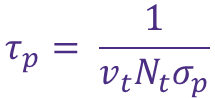 τ_p = 1 / (v_t N_t σ_p)